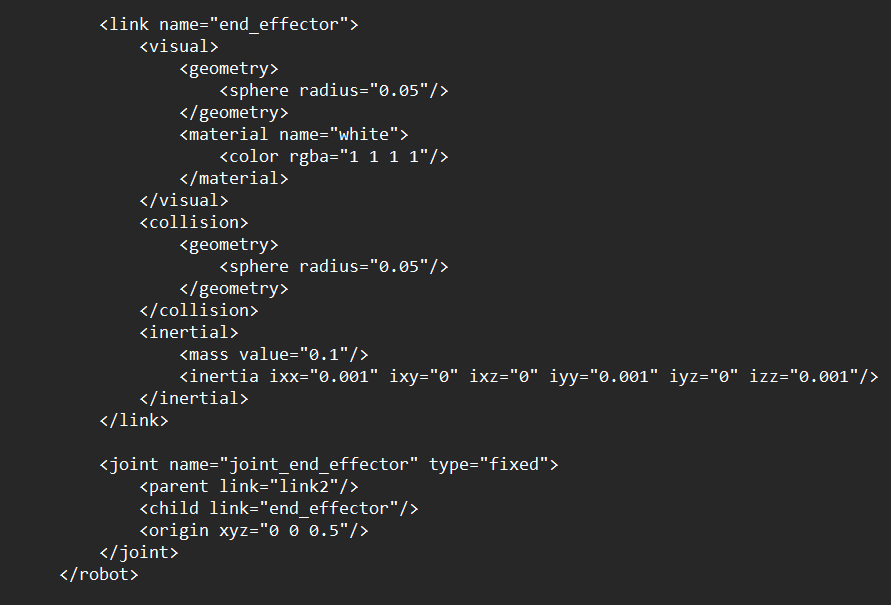 <link name="end_effector">
<visual>
<geometry>
<sphere radius="0.05"/>
</geometry>
<material name="white">
<color rgba="1 1 1 1"/>
</material>
</visual>
<collision>
<geometry>
<sphere radius="0.05"/>
</geometry>
</collision>
<inertial>
<mass value="0.1"/>
<inertia ixx="0.001" ixy="0" ixz="0" iyy="0.001" iyz="0" izz="0.001"/>
</inertial>
</link>
<joint name="joint_end_effector" type="fixed">
<parent link="link2"/>
<child link="end_effector"/>
<origin xyz="0 0 0.5"/>
</joint>
</robot>